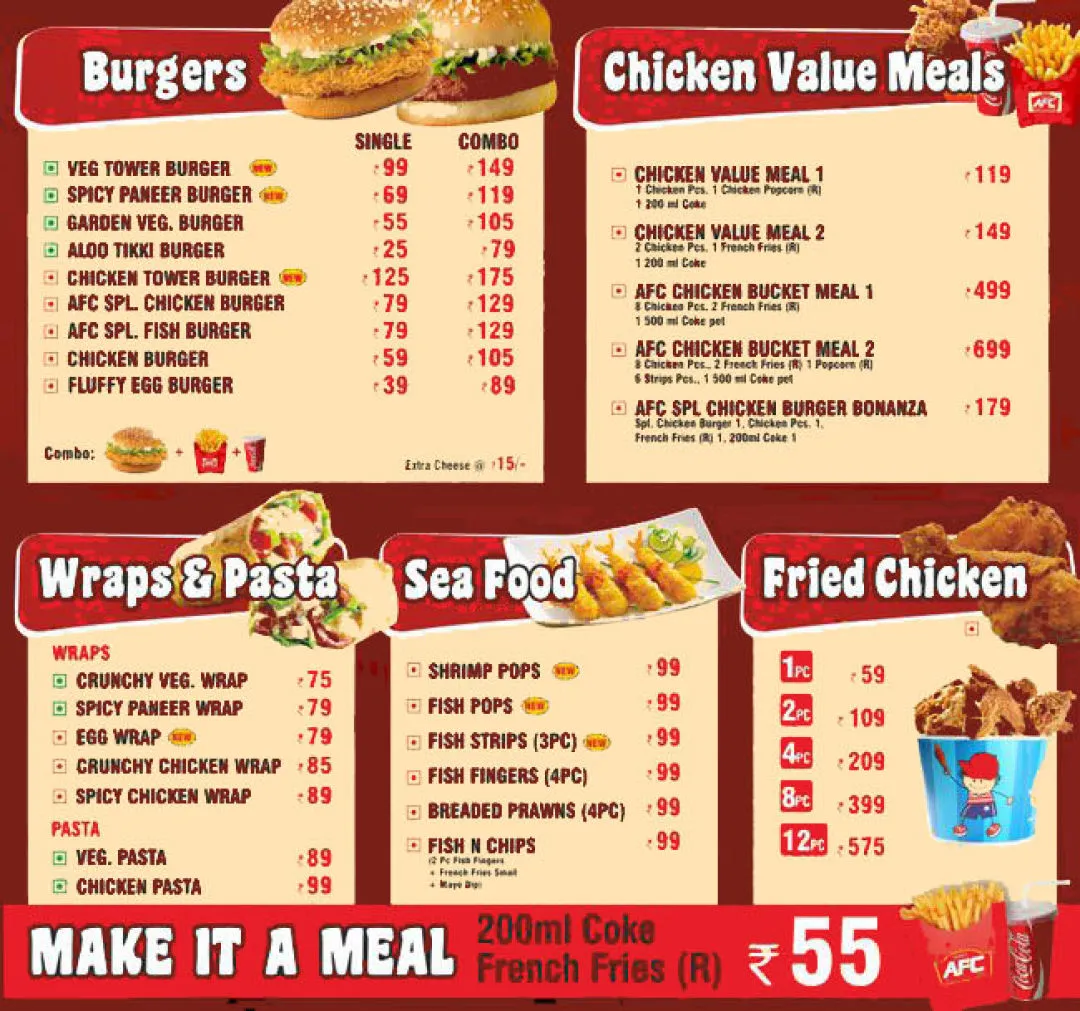 Burgers
SINGLE COMBO
VEG TOWER BURGER NEW ₹99 ₹149
SPICY PANEER BURGER NEW ₹69 ₹119
GARDEN VEG. BURGER ₹55 ₹105
ALOO TIKKI BURGER ₹25 ₹79
CHICKEN TOWER BURGER NEW ₹125 ₹175
AFC SPL. CHICKEN BURGER ₹79 ₹129
AFC SPL. FISH BURGER ₹79 ₹129
CHICKEN BURGER ₹59 ₹105
FLUFFY EGG BURGER ₹39 ₹89
Combo: + +
Extra Cheese @ ₹15/-
Chicken Value Meals
AFC
CHICKEN VALUE MEAL 1 ₹119
1 Chicken Pcs. 1 Chicken Popcorn (R)
1 200 ml Coke
CHICKEN VALUE MEAL 2 ₹149
2 Chicken Pcs. 1 French Fries (R)
1 200 ml Coke
AFC CHICKEN BUCKET MEAL 1 ₹499
8 Chicken Pcs. 2 French Fries (R)
1 500 ml Coke pet
AFC CHICKEN BUCKET MEAL 2 ₹699
8 Chicken Pcs., 2 French Fries (R) 1 Popcorn (R)
6 Strips Pcs., 1 500 ml Coke pet
AFC SPL CHICKEN BURGER BONANZA ₹179
Spl. Chicken Burger 1, Chicken Pcs. 1,
French Fries (R) 1, 200ml Coke 1
Wraps & Pasta
WRAPS
CRUNCHY VEG. WRAP ₹75
SPICY PANEER WRAP ₹79
EGG WRAP NEW ₹79
CRUNCHY CHICKEN WRAP ₹85
SPICY CHICKEN WRAP ₹89
PASTA
VEG. PASTA ₹89
CHICKEN PASTA ₹99
Sea Food
SHRIMP POPS NEW ₹99
FISH POPS NEW ₹99
FISH STRIPS (3PC) NEW ₹99
FISH FINGERS (4PC) ₹99
BREADED PRAWNS (4PC) ₹99
FISH N CHIPS ₹99
(2 Pc Fish Fingers
+ French Fries Small
+ Mayo Dip)
Fried Chicken
1PC ₹59
2PC ₹109
4PC ₹209
8PC ₹399
12PC ₹575
MAKE IT A MEAL
200ml Coke
French Fries (R)
₹55
AFC
Coca-Cola